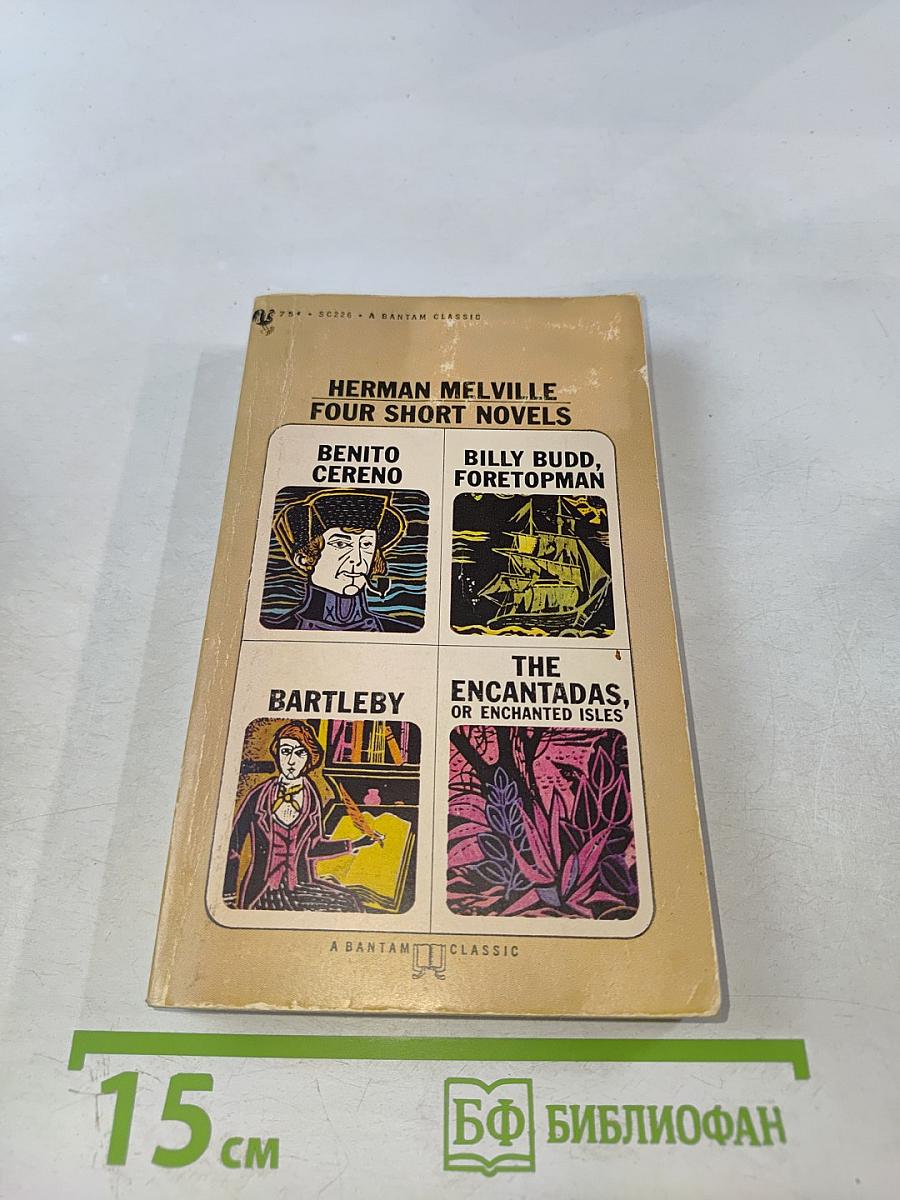 75¢ • SC226 • A BANTAM CLASSIC
HERMAN MELVILLE
FOUR SHORT NOVELS
BENITO
CERENO
BILLY BUDD,
FORETOPMAN
BARTLEBY
THE
ENCANTADAS,
OR ENCHANTED ISLES
A BANTAM CLASSIC
15 см
БФ БИБЛИОФАН